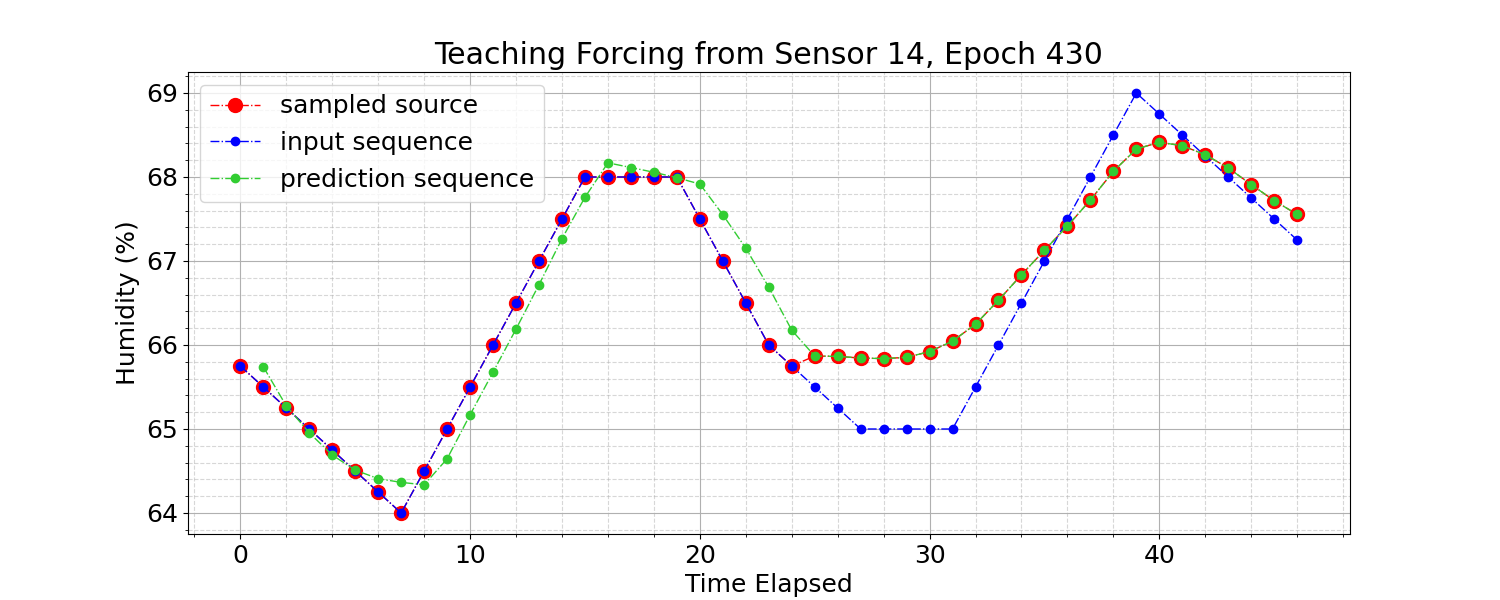 Teaching Forcing from Sensor 14, Epoch 430
69
68
67
66
65
64
Humidity (%)
sampled source
input sequence
prediction sequence
0 10 20 30 40
Time Elapsed